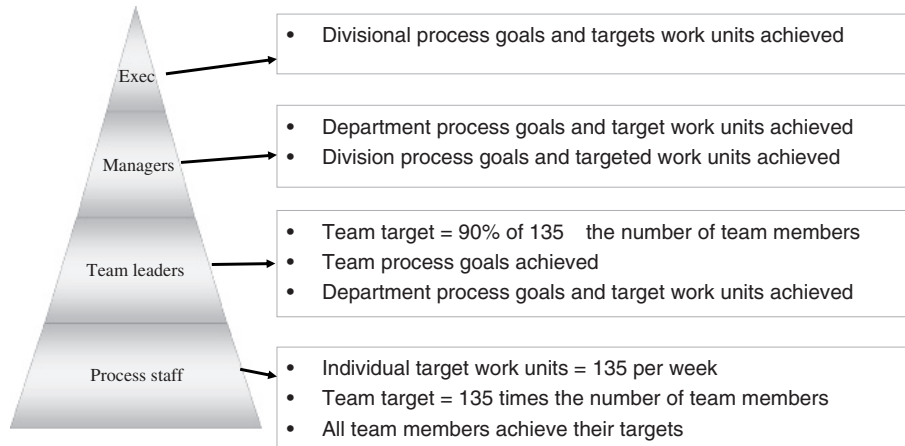 Exec
• Divisional process goals and targets work units achieved
Managers
• Department process goals and target work units achieved
• Division process goals and targeted work units achieved
Team leaders
• Team target = 90% of 135 the number of team members
• Team process goals achieved
• Department process goals and target work units achieved
Process staff
• Individual target work units = 135 per week
• Team target = 135 times the number of team members
• All team members achieve their targets